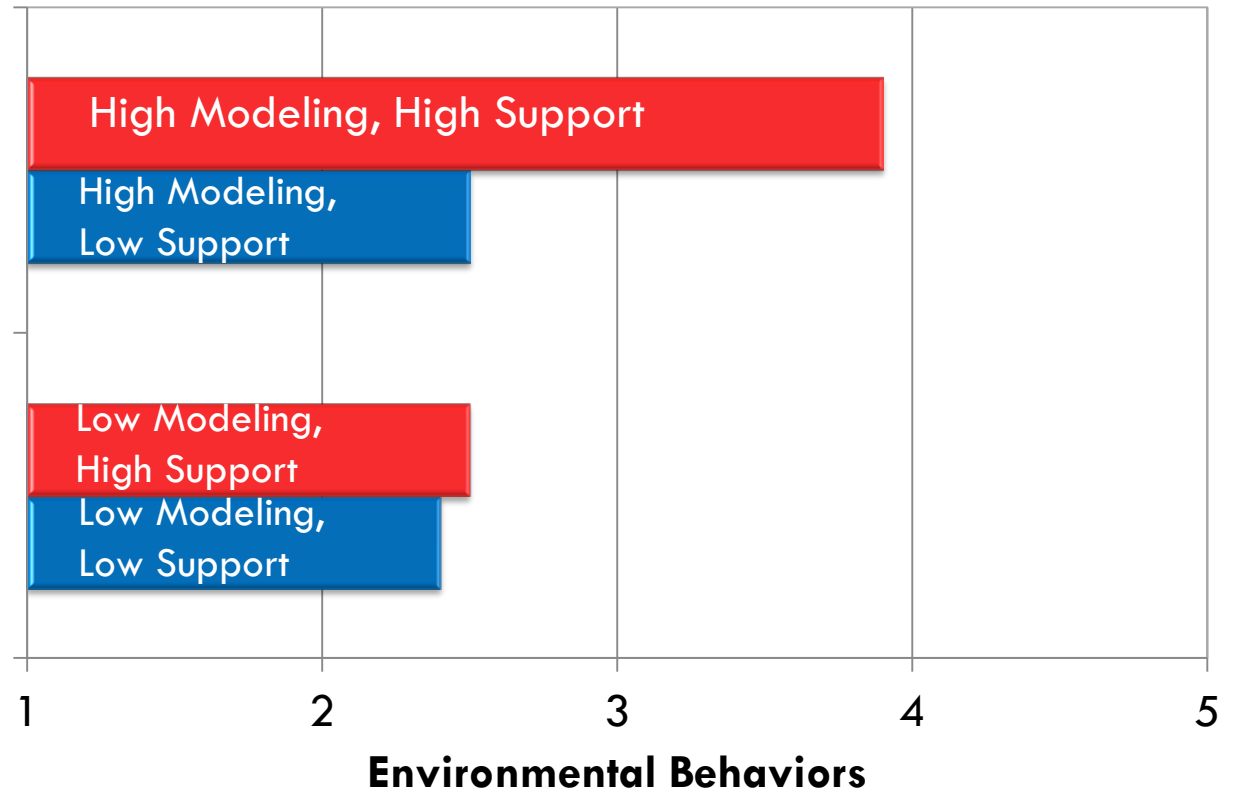 High Modeling, High Support
High Modeling,
Low Support
Low Modeling,
High Support
Low Modeling,
Low Support
1 2 3 4 5
Environmental Behaviors